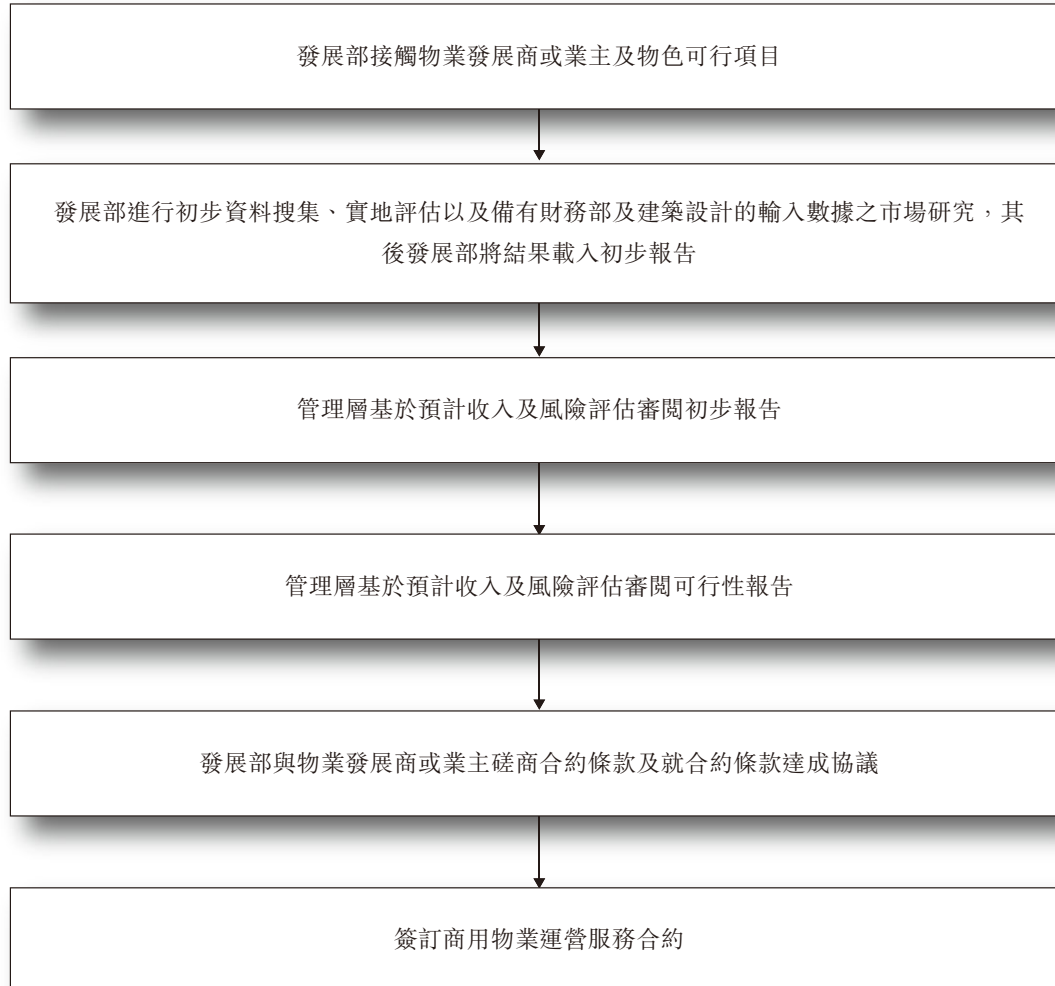 發展部接觸物業發展商或業主及物色可行項目
發展部進行初步資料搜集、實地評估以及備有財務部及建築設計的輸入數據之市場研究，其
後發展部將結果載入初步報告
管理層基於預計收入及風險評估審閱初步報告
管理層基於預計收入及風險評估審閱可行性報告
發展部與物業發展商或業主磋商合約條款及就合約條款達成協議
簽訂商用物業運營服務合約